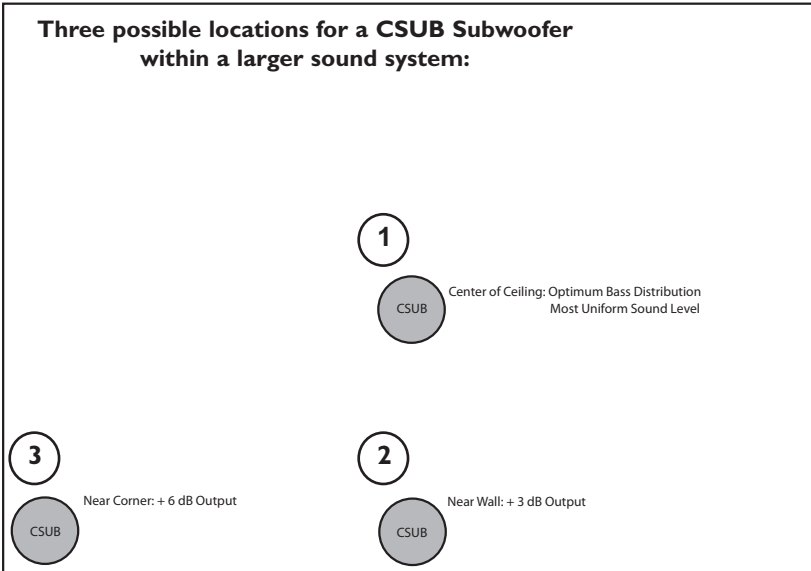 Three possible locations for a CSUB Subwoofer
within a larger sound system:
1
CSUB
Center of Ceiling: Optimum Bass Distribution
Most Uniform Sound Level
3
CSUB
Near Corner: + 6 dB Output
2
CSUB
Near Wall: + 3 dB Output